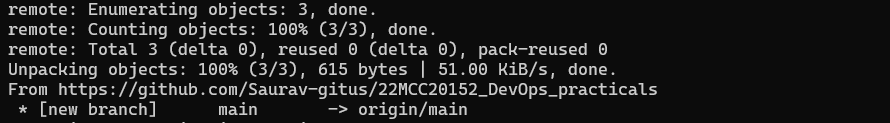 remote: Enumerating objects: 3, done.
remote: Counting objects: 100% (3/3), done.
remote: Total 3 (delta 0), reused 0 (delta 0), pack-reused 0
Unpacking objects: 100% (3/3), 615 bytes | 51.00 KiB/s, done.
From https://github.com/Saurav-gitus/22MCC20152_DevOps_practicals
 * [new branch]      main       -> origin/main